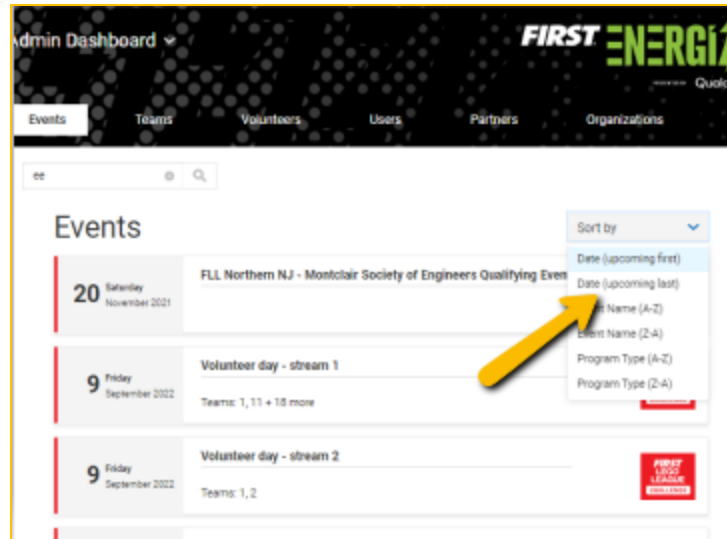 Admin Dashboard
FIRST ENERGIZ
Events Teams Volunteers Users Partners Organizations
ee
Events
Sort by
Date (upcoming first)
Date (upcoming last)
Name (A-Z)
Event Name (Z-A)
Program Type (A-Z)
Program Type (Z-A)
20 Saturday
November 2021
FLL Northern NJ - Montclair Society of Engineers Qualifying Even
9 Friday
September 2022
Volunteer day - stream 1
Teams: 1, 11 + 18 more
9 Friday
September 2022
Volunteer day - stream 2
Teams: 1, 2
FIRST
LEGO
LEAGUE
CHALLENGE